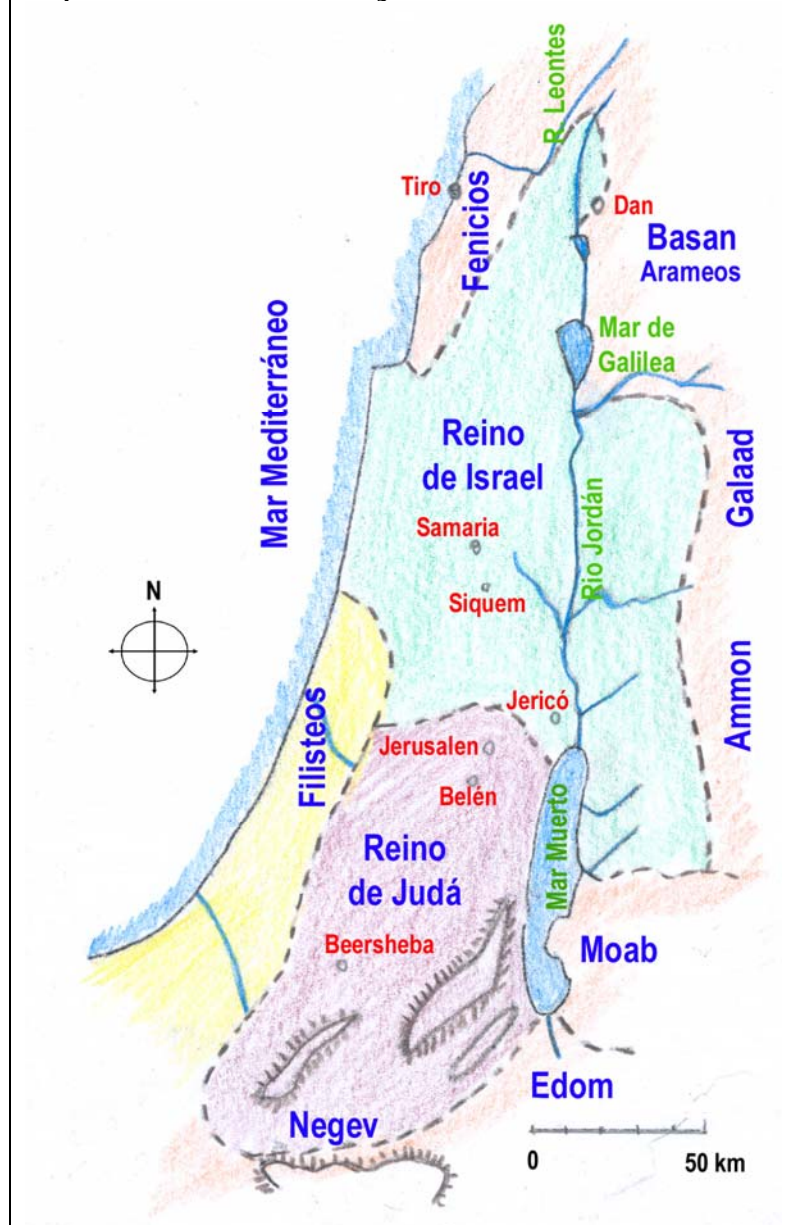 R. Leontes
Tiro
Fenicios
Dan
Basan
Arameos
Mar Mediterráneo
Mar de
Galilea
Reino
de Israel
Galaad
Samaria
Rio Jordán
Siquem
N
Filisteos
Jericó
Ammon
Jerusalen
Belén
Mar Muerto
Reino
de Judá
Beersheba
Moab
Edom
Negev
0
50 km